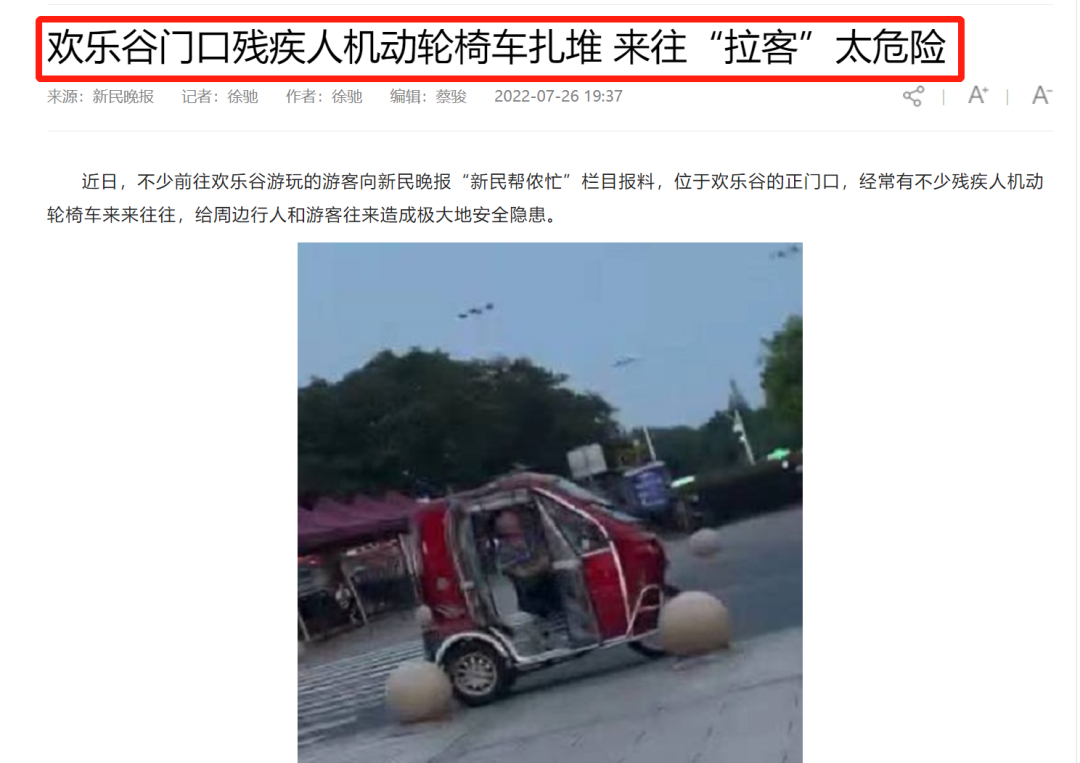 欢乐谷门口残疾人机动轮椅车扎堆 来往“拉客”太危险
来源：新民晚报 记者：徐驰 作者：徐驰 编辑：蔡骏 2022-07-26 19:37 A+ A-
近日，不少前往欢乐谷游玩的游客向新民晚报“新民帮侬忙”栏目报料，位于欢乐谷的正门口，经常有不少残疾人机动
轮椅车来来往往，给周边行人和游客往来造成极大地安全隐患。